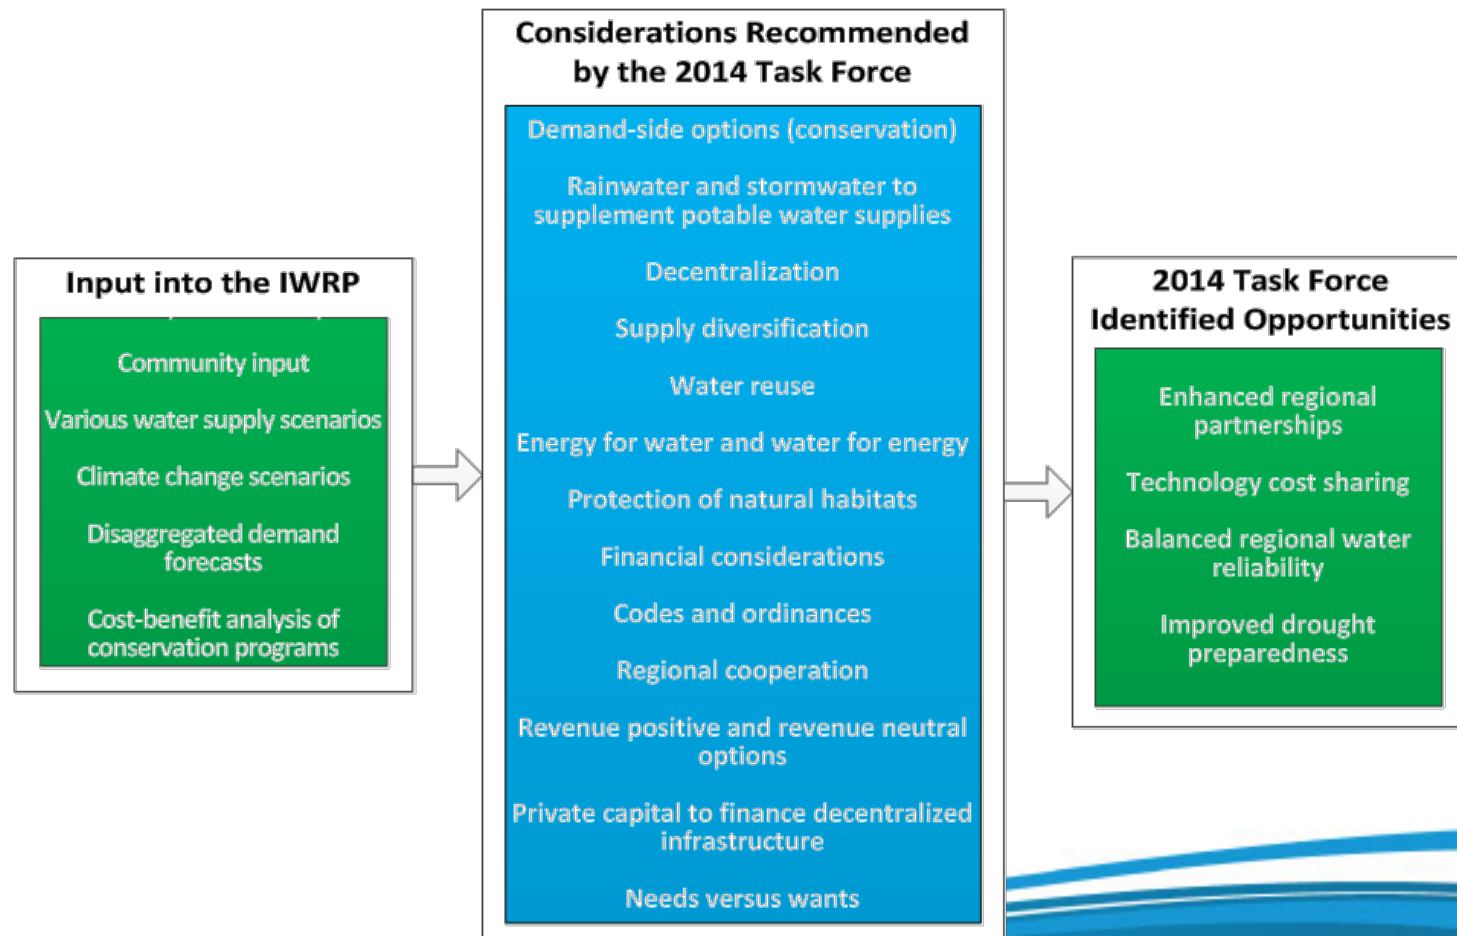 Input into the IWRP
Community input
Various water supply scenarios
Climate change scenarios
Disaggregated demand
forecasts
Cost-benefit analysis of
conservation programs
Considerations Recommended
by the 2014 Task Force
Demand-side options (conservation)
Rainwater and stormwater to
supplement potable water supplies
Decentralization
Supply diversification
Water reuse
Energy for water and water for energy
Protection of natural habitats
Financial considerations
Codes and ordinances
Regional cooperation
Revenue positive and revenue neutral
options
Private capital to finance decentralized
infrastructure
Needs versus wants
2014 Task Force
Identified Opportunities
Enhanced regional
partnerships
Technology cost sharing
Balanced regional water
reliability
Improved drought
preparedness